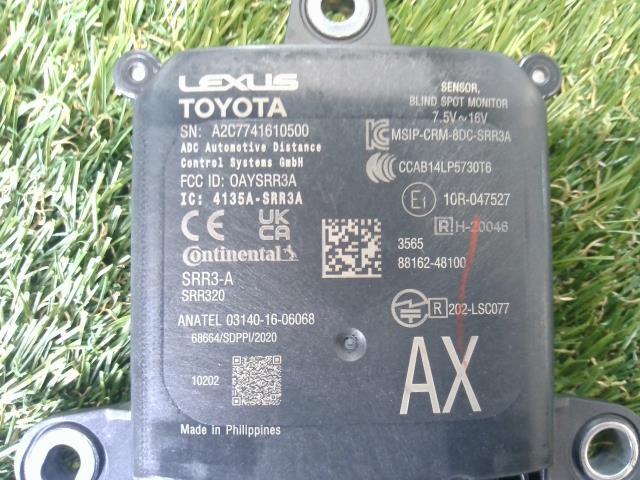 LEXUS
TOYOTA
SN: A2C7741610500
ADC Automotive Distance
Control Systems GmbH
FCC ID: OAYSRR3A
IC: 4135A-SRR3A
CE UK CA
Continental
SRR3-A
SRR320
ANATEL 03140-16-06068
68664/SDPPI/2020
10202
Made in Philippines
SENSOR,
BLIND SPOT MONITOR
7.5V~16V
MSIP-CRM-8DC-SRR3A
CCAB14LP5730T6
E1 10R-047527
R H-20046
3565
88162-48100
R 202-LSC077
AX